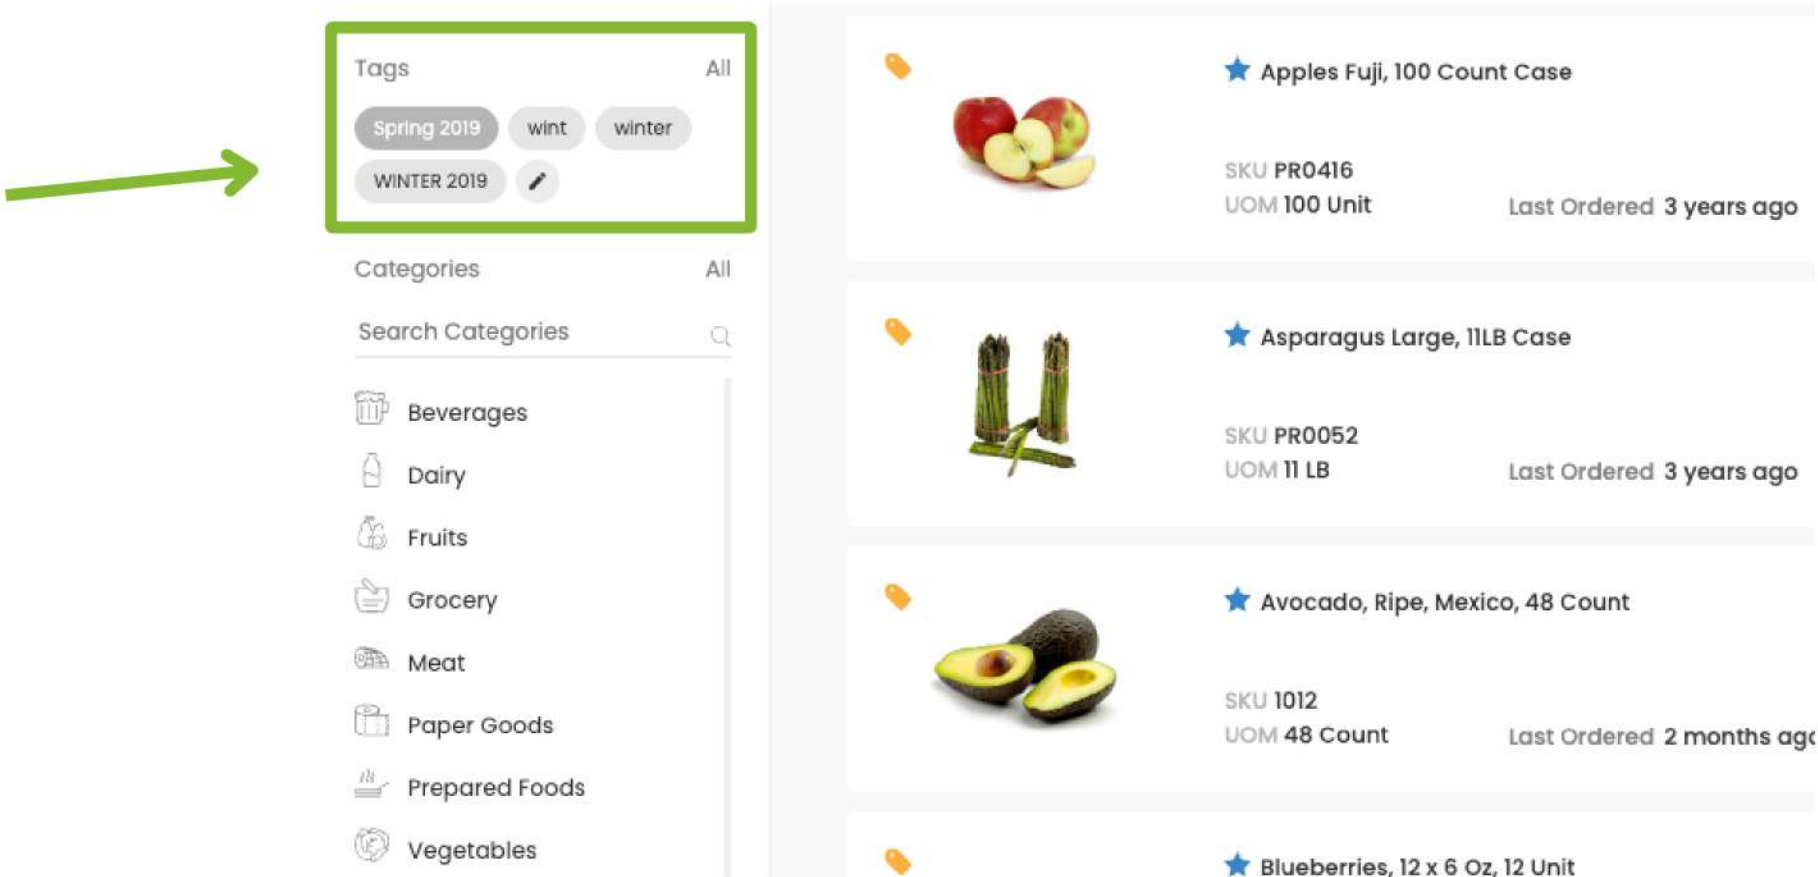 Tags All
Spring 2019 wint winter
WINTER 2019
Categories All
Search Categories
Beverages
Dairy
Fruits
Grocery
Meat
Paper Goods
Prepared Foods
Vegetables
Apples Fuji, 100 Count Case
SKU PR0416
UOM 100 Unit Last Ordered 3 years ago
Asparagus Large, 11LB Case
SKU PR0052
UOM 11 LB Last Ordered 3 years ago
Avocado, Ripe, Mexico, 48 Count
SKU 1012
UOM 48 Count Last Ordered 2 months ago
Blueberries, 12 x 6 Oz, 12 Unit